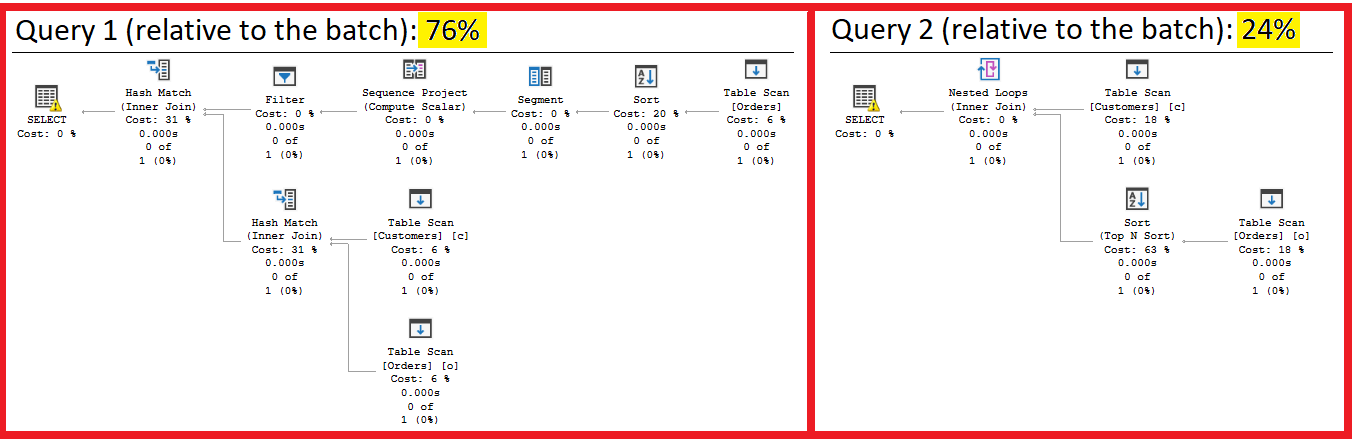 Query 1 (relative to the batch): 76%
SELECT
Cost: 0 %
Hash Match
(Inner Join)
Cost: 31 %
0.000s
0 of
1 (0%)
Filter
Cost: 0 %
0.000s
0 of
1 (0%)
Sequence Project
(Compute Scalar)
Cost: 0 %
0.000s
0 of
1 (0%)
Segment
Cost: 0 %
0.000s
0 of
1 (0%)
Sort
Cost: 20 %
0.000s
0 of
1 (0%)
Table Scan
[Orders]
Cost: 6 %
0.000s
0 of
1 (0%)
Hash Match
(Inner Join)
Cost: 31 %
0.000s
0 of
1 (0%)
Table Scan
[Customers] [c]
Cost: 6 %
0.000s
0 of
1 (0%)
Table Scan
[Orders] [o]
Cost: 6 %
0.000s
0 of
1 (0%)
Query 2 (relative to the batch): 24%
SELECT
Cost: 0 %
Nested Loops
(Inner Join)
Cost: 0 %
0.000s
0 of
1 (0%)
Table Scan
[Customers] [c]
Cost: 18 %
0.000s
0 of
1 (0%)
Sort
(Top N Sort)
Cost: 63 %
0.000s
0 of
1 (0%)
Table Scan
[Orders] [o]
Cost: 18 %
0.000s
0 of
1 (0%)